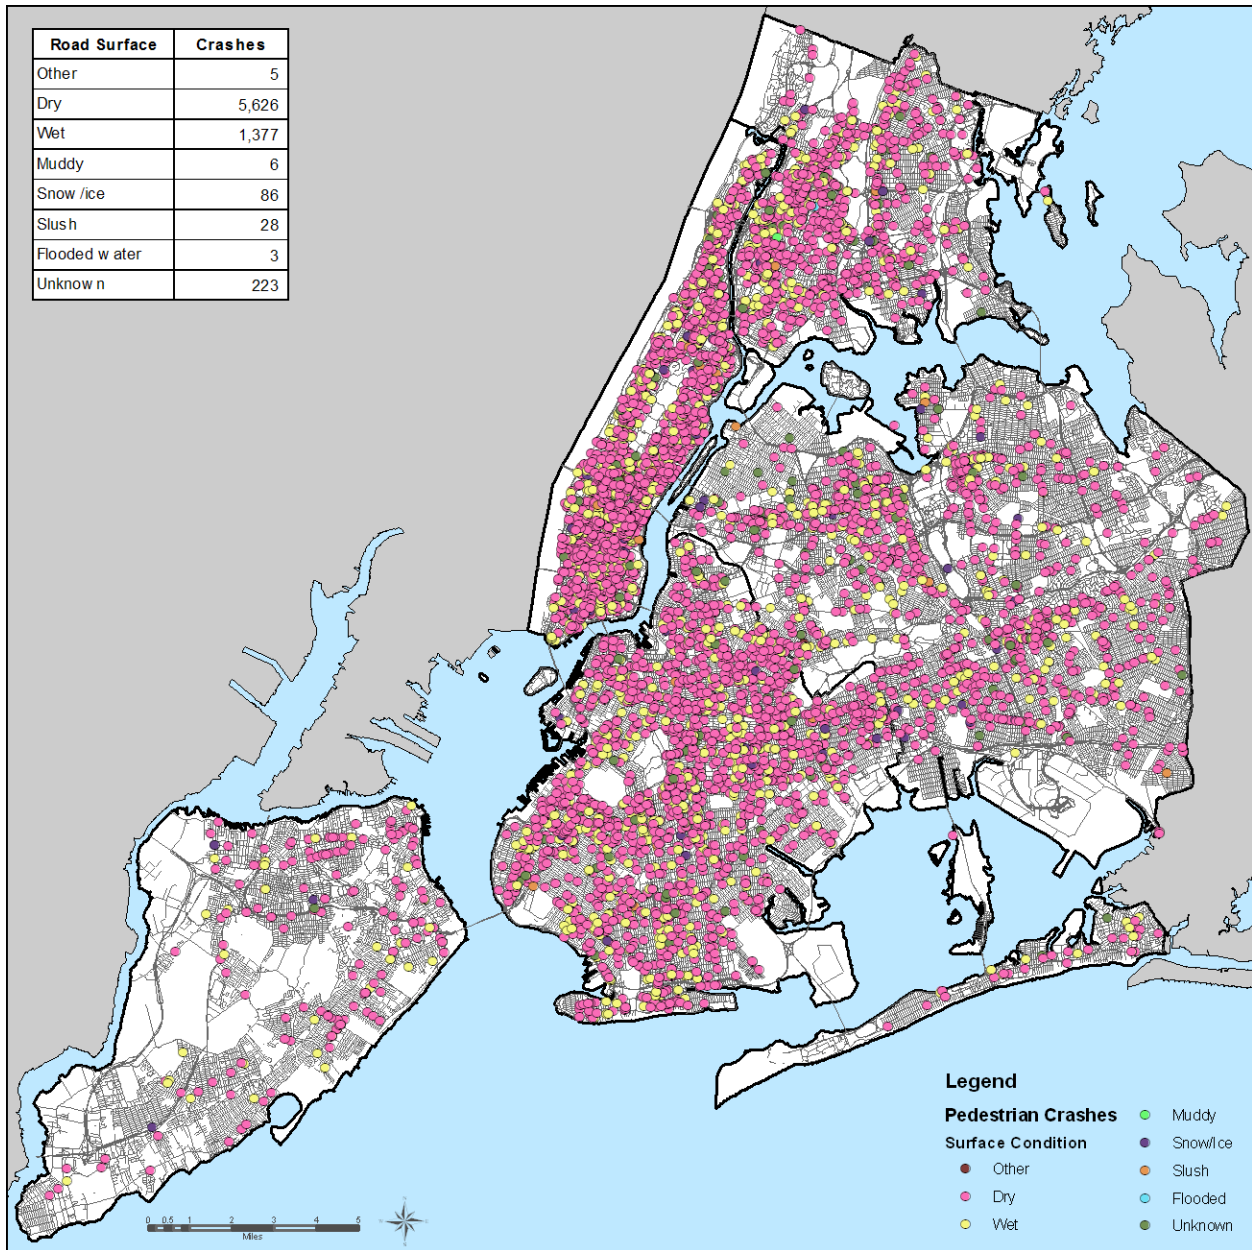 Road Surface Crashes
Other 5
Dry 5,626
Wet 1,377
Muddy 6
Snow/ice 86
Slush 28
Flooded water 3
Unknown 223
Legend
Pedestrian Crashes
Surface Condition
Other
Dry
Wet
Muddy
Snow/Ice
Slush
Flooded
Unknown
0 0.5 1 2 3 4 5
Miles